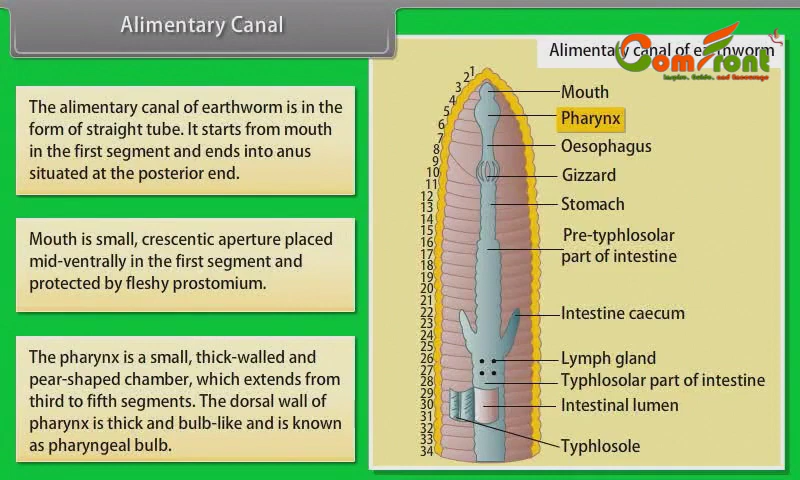 Alimentary Canal
The alimentary canal of earthworm is in the
form of straight tube. It starts from mouth
in the first segment and ends into anus
situated at the posterior end.
Mouth is small, crescentic aperture placed
mid-ventrally in the first segment and
protected by fleshy prostomium.
The pharynx is a small, thick-walled and
pear-shaped chamber, which extends from
third to fifth segments. The dorsal wall of
pharynx is thick and bulb-like and is known
as pharyngeal bulb.
Alimentary canal of earthworm
ComFront
Inspire, Guide, and Encourage
1
2
3
4
5
6
7
8
9
10
11
12
13
14
15
16
17
18
19
20
21
22
23
24
25
26
27
28
29
30
31
32
33
34
Mouth
Pharynx
Oesophagus
Gizzard
Stomach
Pre-typhlosolar
part of intestine
Intestine caecum
Lymph gland
Typhlosolar part of intestine
Intestinal lumen
Typhlosole